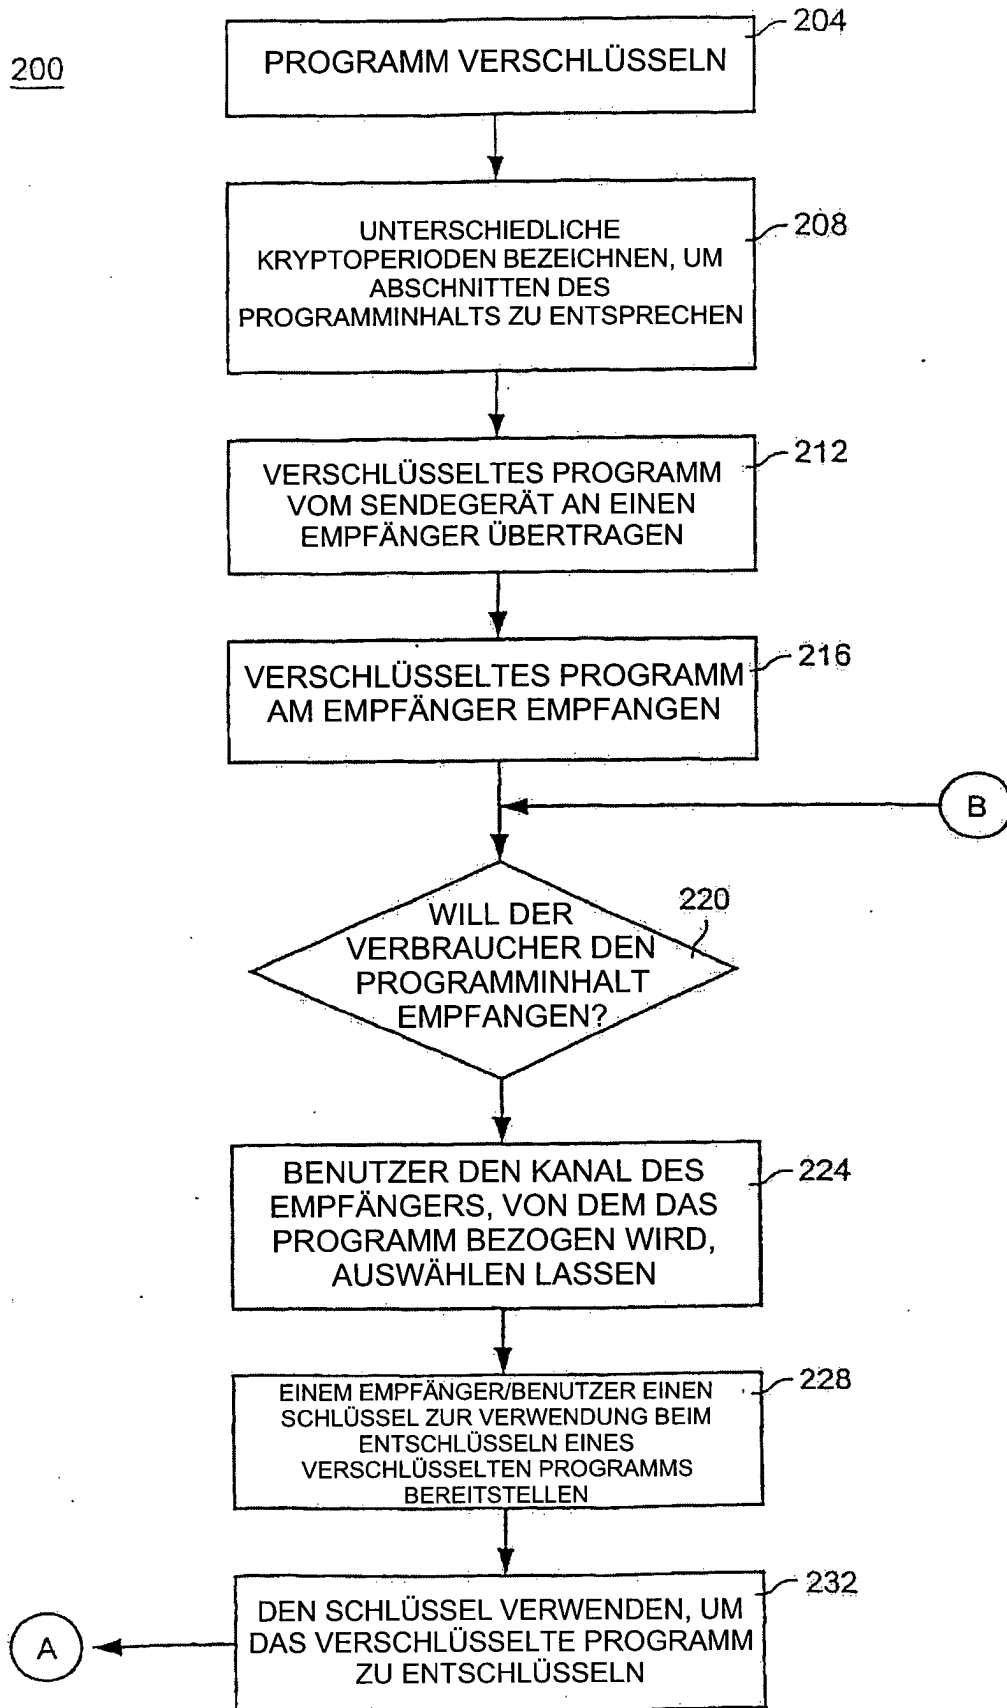 200
204
PROGRAMM VERSCHLÜSSELN
208
UNTERSCHIEDLICHE
KRYPTOPERIODEN BEZEICHNEN, UM
ABSCHNITTEN DES
PROGRAMMINHALTS ZU ENTSPRECHEN
212
VERSCHLÜSSELTES PROGRAMM
VOM SENDEGERÄT AN EINEN
EMPFÄNGER ÜBERTRAGEN
216
VERSCHLÜSSELTES PROGRAMM
AM EMPFÄNGER EMPFANGEN
B
220
WILL DER
VERBRAUCHER DEN
PROGRAMMINHALT
EMPFANGEN?
224
BENUTZER DEN KANAL DES
EMPFÄNGERS, VON DEM DAS
PROGRAMM BEZOGEN WIRD,
AUSWÄHLEN LASSEN
228
EINEM EMPFÄNGER/BENUTZER EINEN
SCHLÜSSEL ZUR VERWENDUNG BEIM
ENTSCHLÜSSELN EINES
VERSCHLÜSSELTEN PROGRAMMS
BEREITSTELLEN
232
DEN SCHLÜSSEL VERWENDEN, UM
DAS VERSCHLÜSSELTE PROGRAMM
ZU ENTSCHLÜSSELN
A